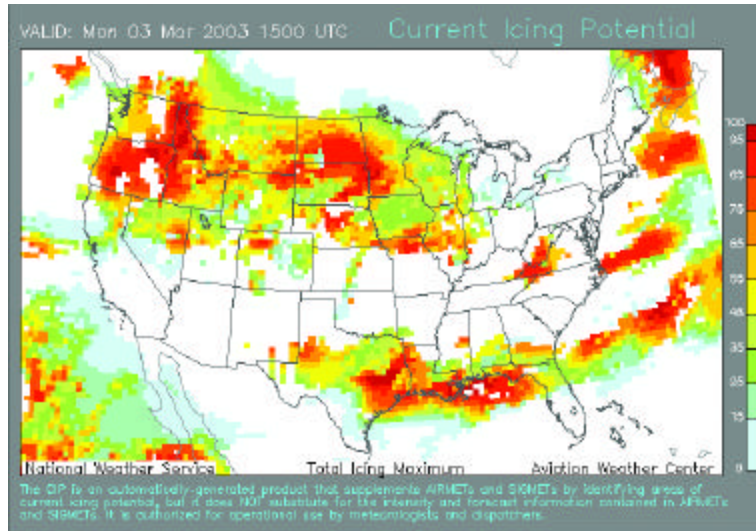 VALID: Mon 03 Mar 2003 1500 UTC Current Icing Potential
100
95
85
75
65
55
45
35
25
15
0
National Weather Service Total Icing Maximum Aviation Weather Center
The CIP is an automatically-generated product that supplements AIRMETs and SIGMETs by identifying areas of
current icing potential, but it does NOT substitute for the intensity and forecast information contained in AIRMETs
and SIGMETs. It is authorized for operational use by meteorologists and dispatchers.